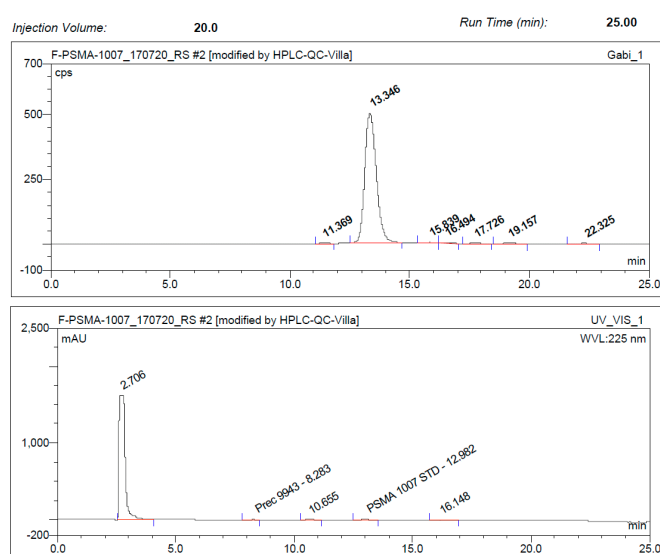 Injection Volume: 20.0 Run Time (min): 25.00
F-PSMA-1007_170720_RS #2 [modified by HPLC-QC-Villa] Gabi_1
700
cps
13.346
500
250
11.369
15.839
16.494
17.726
19.157
22.325
min
-100
0.0 5.0 10.0 15.0 20.0 25.0
F-PSMA-1007_170720_RS #2 [modified by HPLC-QC-Villa] UV_VIS_1
2,500
mAU WVL:225 nm
2.706
1,000
Prec 9943 - 8.283
10.655
PSMA 1007 STD - 12.982
16.148
min
-200
0.0 5.0 10.0 15.0 20.0 25.0